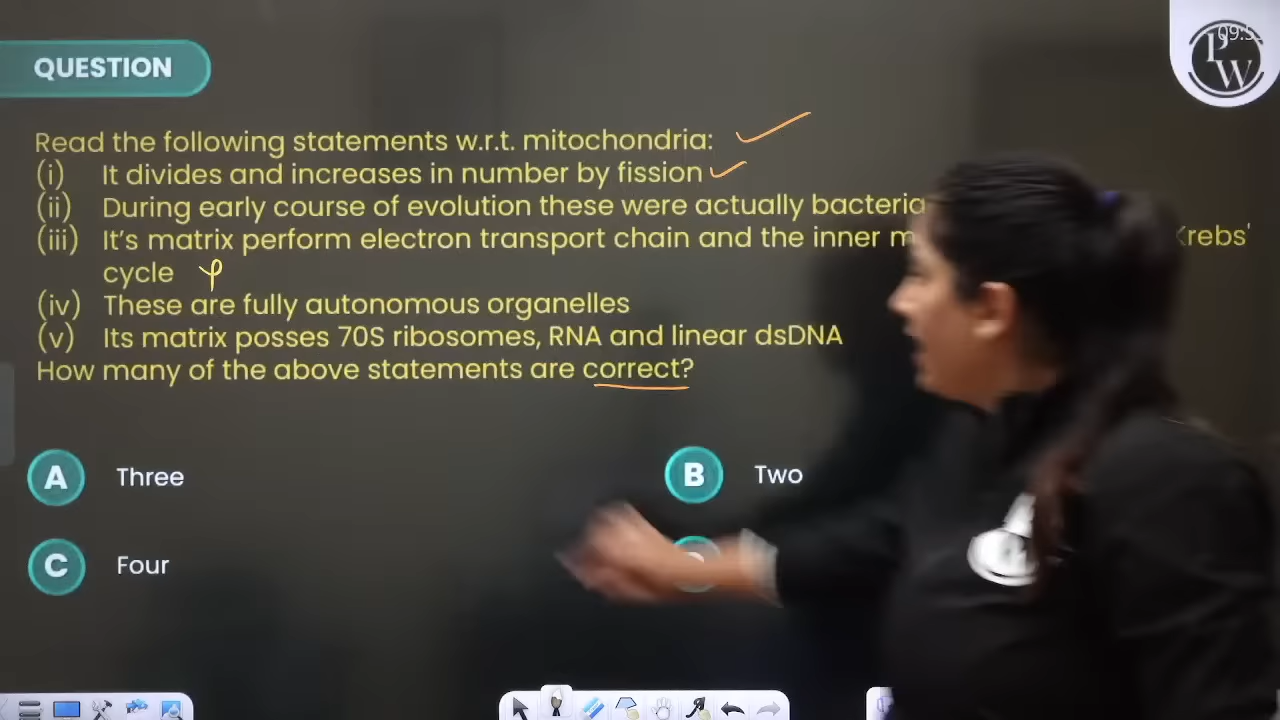 QUESTION
09:5
PW
Read the following statements w.r.t. mitochondria:
(i) It divides and increases in number by fission
(ii) During early course of evolution these were actually bacteria
(iii) It's matrix perform electron transport chain and the inner Krebs'
cycle
(iv) These are fully autonomous organelles
(v) Its matrix posses 70S ribosomes, RNA and linear dsDNA
How many of the above statements are correct?
A Three
B Two
C Four